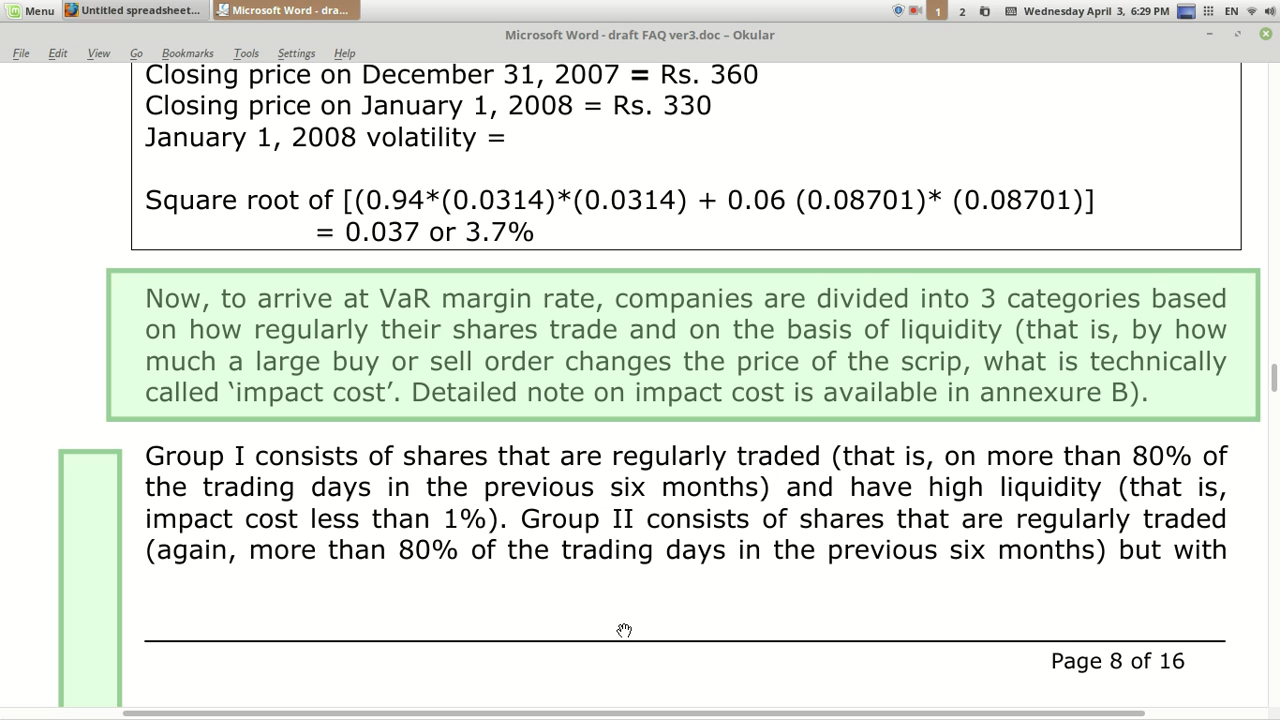 Menu
Untitled spreadsheet...
Microsoft Word - dra...
1
2
Wednesday April 3, 6:29 PM
EN
Microsoft Word - draft FAQ ver3.doc – Okular
File Edit View Go Bookmarks Tools Settings Help
Closing price on December 31, 2007 = Rs. 360
Closing price on January 1, 2008 = Rs. 330
January 1, 2008 volatility =
Square root of [(0.94*(0.0314)*(0.0314) + 0.06 (0.08701)* (0.08701)]
= 0.037 or 3.7%
Now, to arrive at VaR margin rate, companies are divided into 3 categories based
on how regularly their shares trade and on the basis of liquidity (that is, by how
much a large buy or sell order changes the price of the scrip, what is technically
called ‘impact cost’. Detailed note on impact cost is available in annexure B).
Group I consists of shares that are regularly traded (that is, on more than 80% of
the trading days in the previous six months) and have high liquidity (that is,
impact cost less than 1%). Group II consists of shares that are regularly traded
(again, more than 80% of the trading days in the previous six months) but with
Page 8 of 16